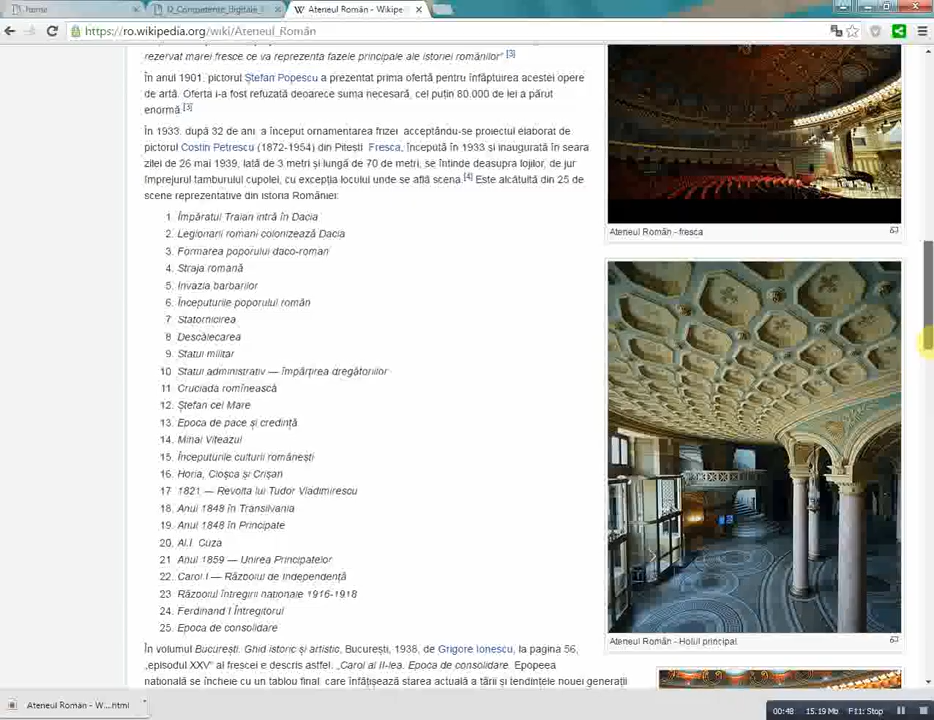 home
Ateneul Român - Wikipe
https://ro.wikipedia.org/wiki/Ateneul_Român
rezervat marei fresce ce va reprezenta fazele principale ale istoriei românilor" [3]
În anul 1901, pictorul Ștefan Popescu a prezentat prima ofertă pentru înfăptuirea acestei opere
de artă. Oferta i-a fost refuzată deoarece suma necesară, cel puțin 80.000 de lei a părut
enormă.[3]
În 1933, după 32 de ani, a început ornamentarea frizei, acceptându-se proiectul elaborat de
pictorul Costin Petrescu (1872-1954) din Pitești. Fresca, începută în 1933 și inaugurată în seara
zilei de 26 mai 1939, lată de 3 metri și lungă de 70 de metri, se întinde deasupra lojilor, de jur
împrejurul tamburului cupolei, cu excepția locului unde se află scena.[4] Este alcătuită din 25 de
scene reprezentative din istoria României:
1. Împăratul Traian intră în Dacia
2. Legionarii romani colonizează Dacia
3. Formarea poporului daco-roman
4. Straja romană
5. Invazia barbarilor
6. Începuturile poporului român
7. Statornicirea
8. Descălecarea
9. Statul militar
10. Statul administrativ — împărțirea dregătoriilor
11. Cruciada romînească
12. Ștefan cel Mare
13. Epoca de pace și credință
14. Mihai Viteazul
15. Începuturile culturii românești
16. Horia, Cloșca și Crișan
17. 1821 — Revolta lui Tudor Vladimirescu
18. Anul 1848 în Transilvania
19. Anul 1848 în Principate
20. Al.I. Cuza
21. Anul 1859 — Unirea Principatelor
22. Carol I — Războiul de Independență
23. Războiul întregirii naționale 1916-1918
24. Ferdinand I Întregitorul
25. Epoca de consolidare
În volumul București. Ghid istoric și artistic, București, 1938, de Grigore Ionescu, la pagina 56,
„episodul XXV" al frescei e descris astfel: „Carol al II-lea. Epoca de consolidare. Epopeea
națională se încheie cu un tablou final, care înfățișează starea actuală a țării și tendințele nouei generații
Ateneul Român - fresca
Ateneul Român - Holul principal
Ateneul Român - W....html
00:48 15.19 Mb F11: Stop